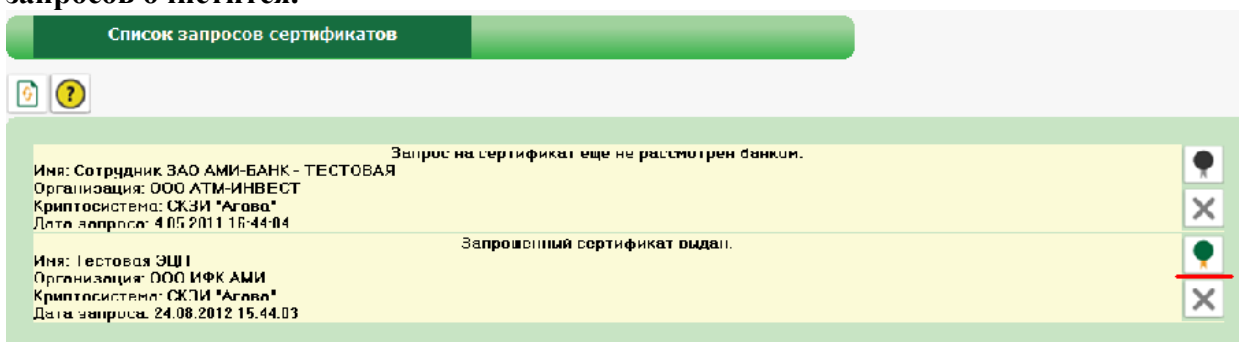 запросов очистится.
Список запросов сертификатов
?
Запрос на сертификат еще не рассмотрен банком.
Имя: Сотрудник ЗАО АМИ-БАНК - ТЕСТОВАЯ
Организация: ООО АТМ-ИНВЕСТ
Криптосистема: СКЗИ "Агава"
Дата запроса: 4.05.2011 16:44:04
Запрошенный сертификат выдан.
Имя: Тестовая ЭЦП
Организация: ООО ИФК АМИ
Криптосистема: СКЗИ "Агава"
Дата запроса: 24.08.2012 15:44:03